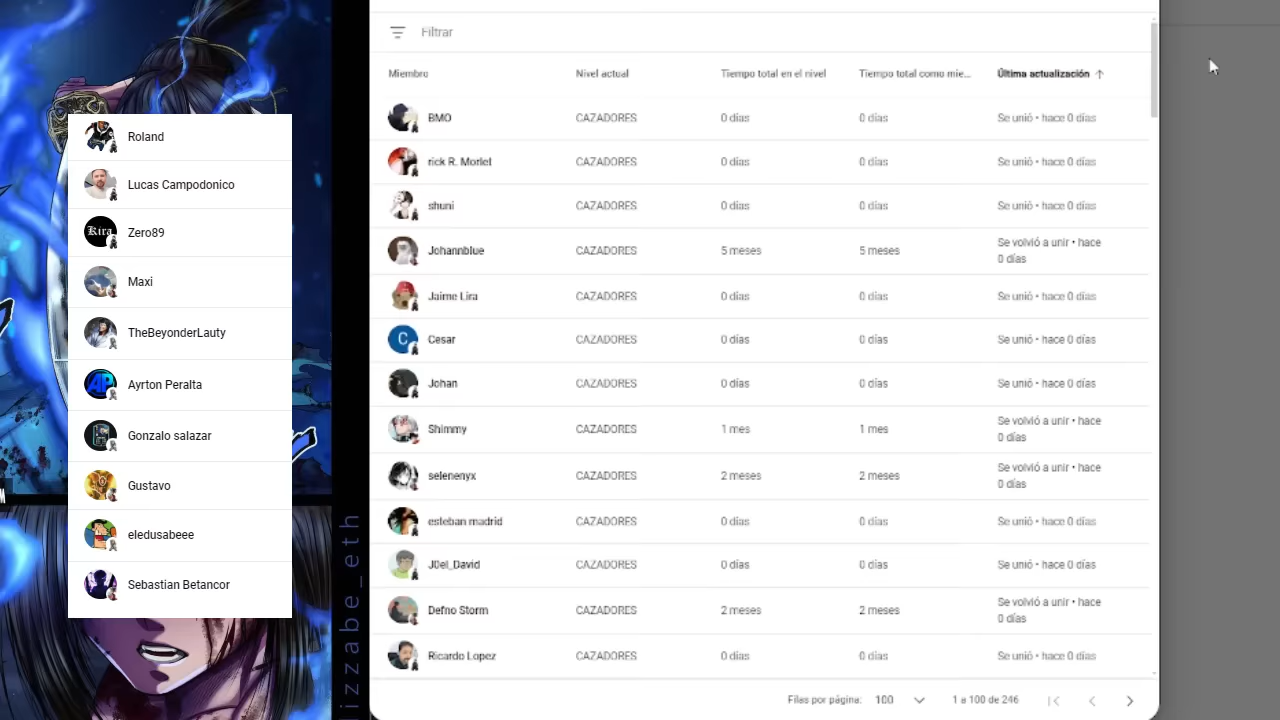 Roland
Lucas Campodonico
Kira
Zero89
Maxi
TheBeyonderLauty
AP
Ayrton Peralta
Gonzalo salazar
Gustavo
eledusabeee
Sebastian Betancor
lizzabe_eth
Filtrar
Miembro Nivel actual Tiempo total en el nivel Tiempo total como mie... Última actualización
BMO CAZADORES 0 días 0 días Se unió • hace 0 días
rick R. Morlet CAZADORES 0 días 0 días Se unió • hace 0 días
shuni CAZADORES 0 días 0 días Se unió • hace 0 días
Johannblue CAZADORES 5 meses 5 meses Se volvió a unir • hace
0 días
Jaime Lira CAZADORES 0 días 0 días Se unió • hace 0 días
C Cesar CAZADORES 0 días 0 días Se unió • hace 0 días
Johan CAZADORES 0 días 0 días Se unió • hace 0 días
Shimmy CAZADORES 1 mes 1 mes Se volvió a unir • hace
0 días
selenenyx CAZADORES 2 meses 2 meses Se volvió a unir • hace
0 días
esteban madrid CAZADORES 0 días 0 días Se unió • hace 0 días
J0el_David CAZADORES 0 días 0 días Se unió • hace 0 días
Defno Storm CAZADORES 2 meses 2 meses Se volvió a unir • hace
0 días
Ricardo Lopez CAZADORES 0 días 0 días Se unió • hace 0 días
Filas por página: 100 1 a 100 de 246